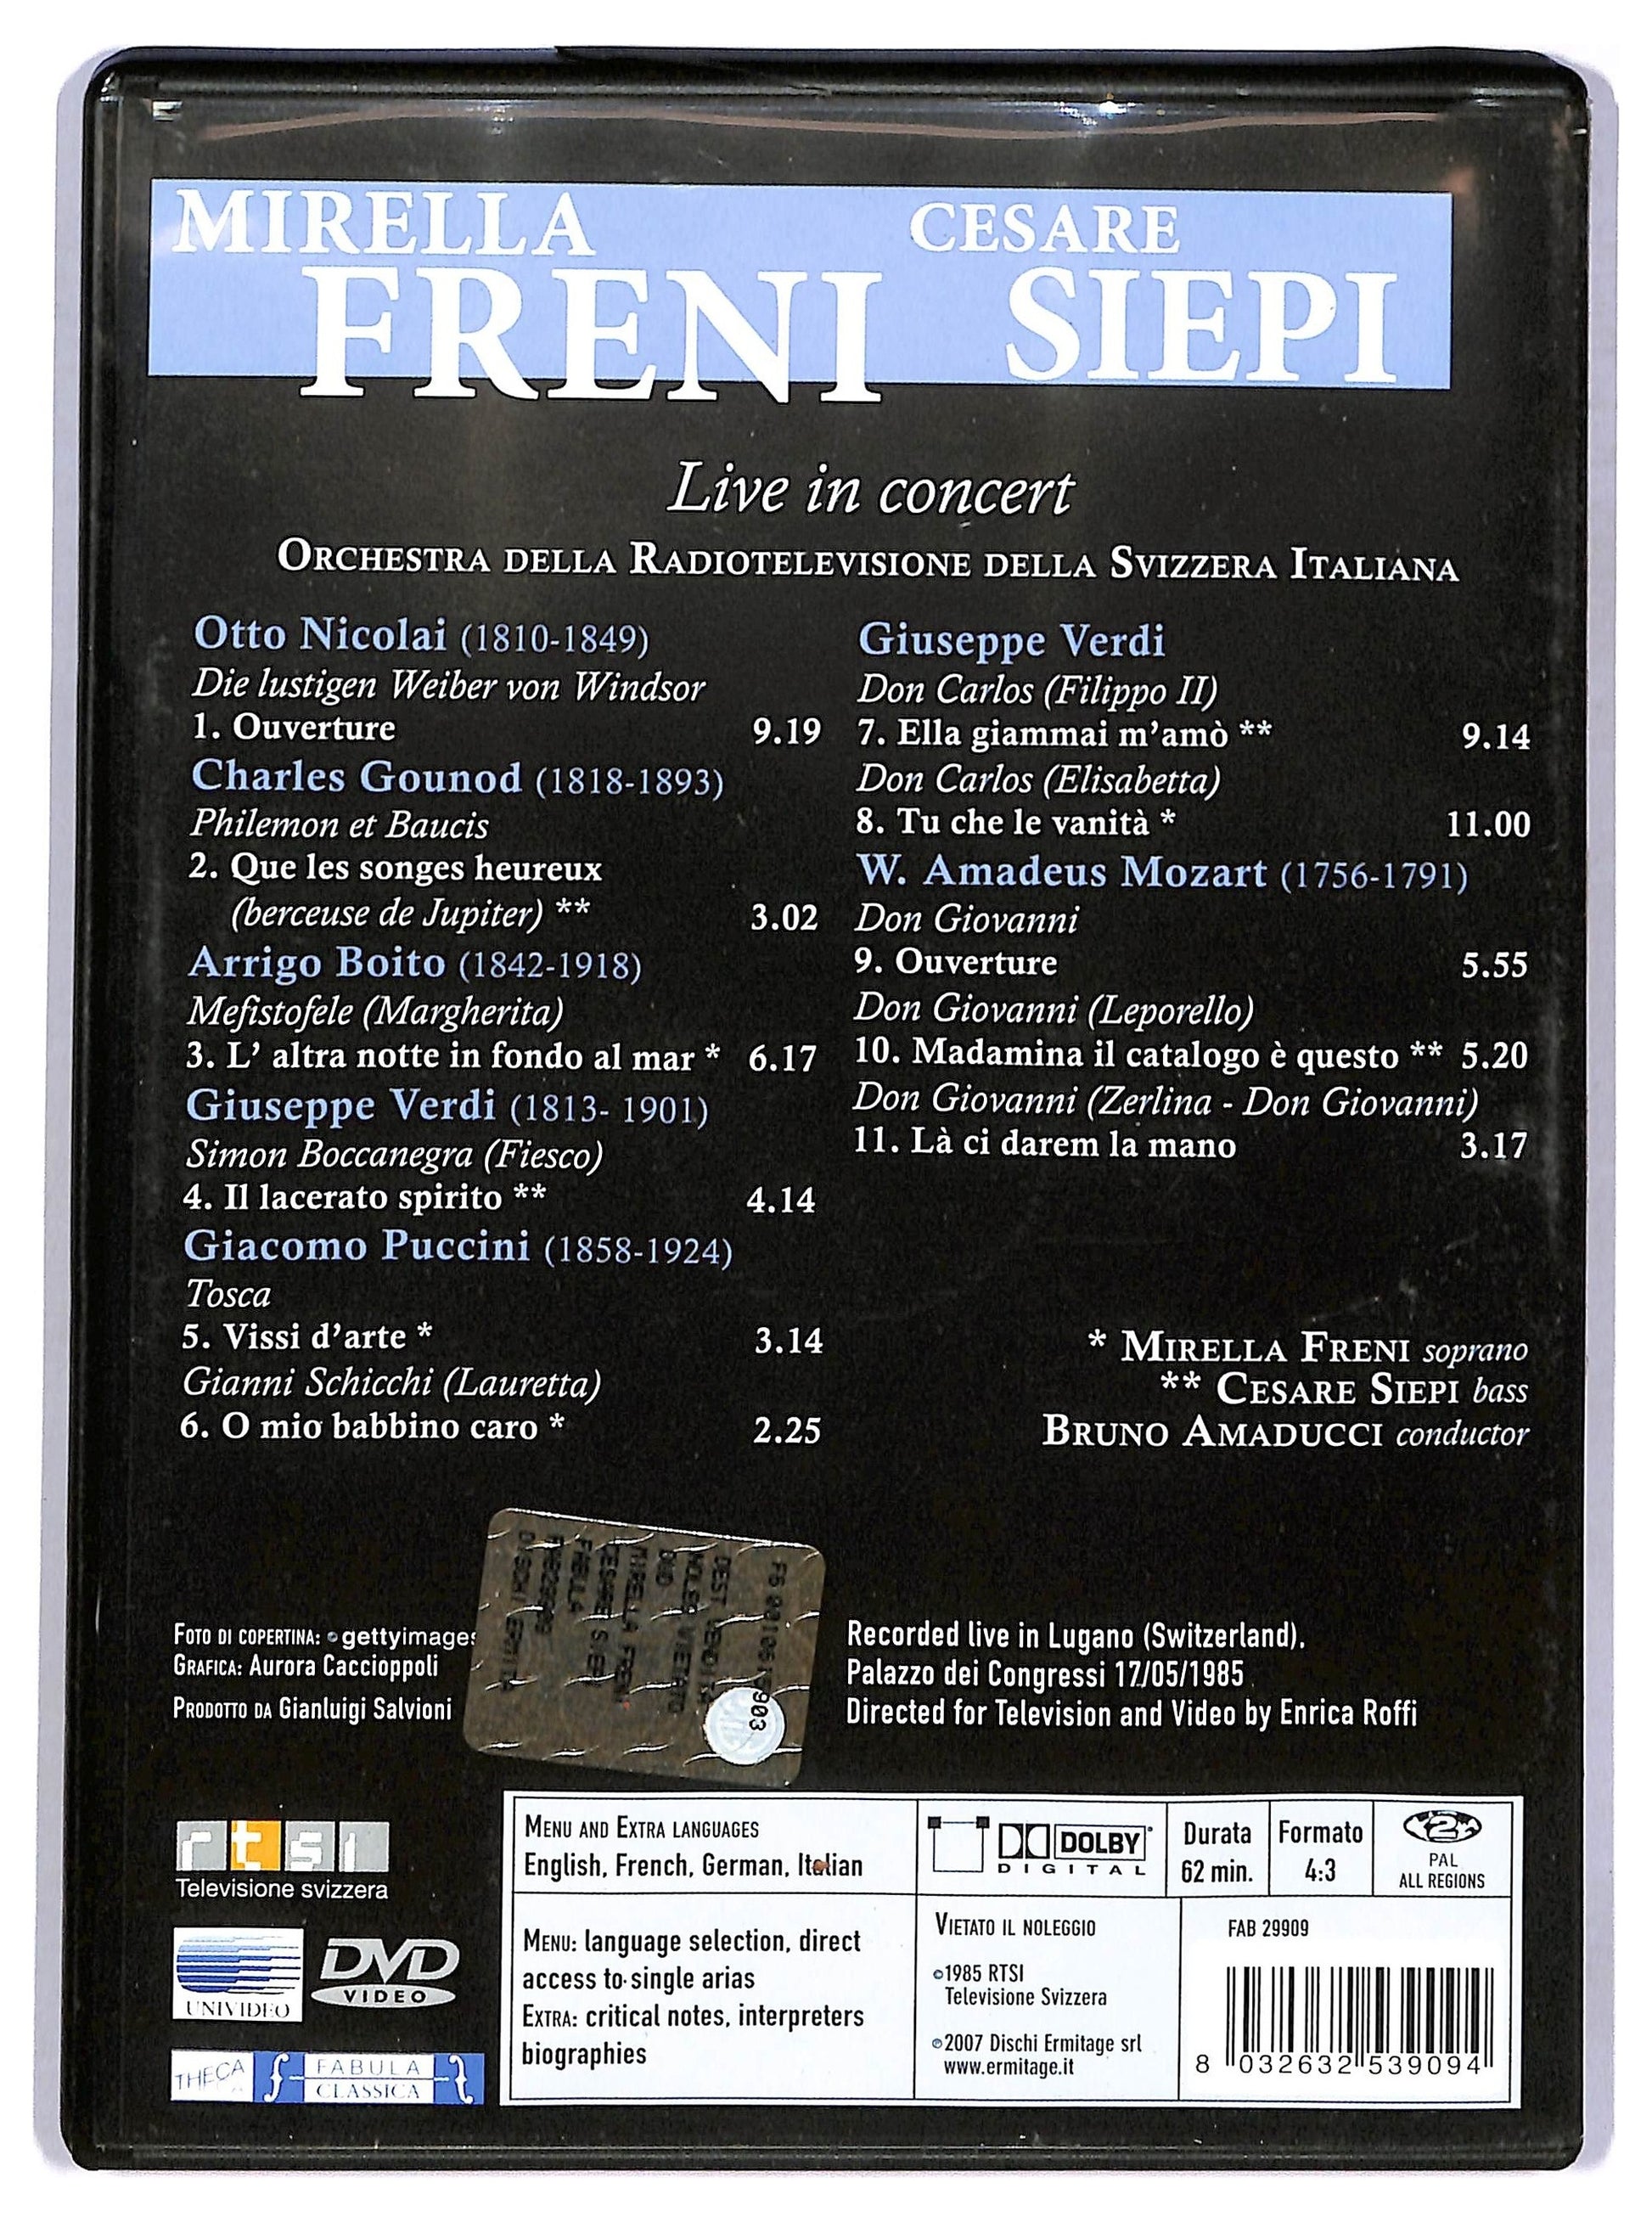 MIRELLA
FRENI
CESARE
SIEPI
Live in concert
ORCHESTRA DELLA RADIOTELEVISIONE DELLA SVIZZERA ITALIANA
Otto Nicolai (1810-1849)
Die lustigen Weiber von Windsor
1. Ouverture 9.19
Charles Gounod (1818-1893)
Philemon et Baucis
2. Que les songes heureux
(berceuse de Jupiter) ** 3.02
Arrigo Boito (1842-1918)
Mefistofele (Margherita)
3. L' altra notte in fondo al mar * 6.17
Giuseppe Verdi (1813- 1901)
Simon Boccanegra (Fiesco)
4. Il lacerato spirito ** 4.14
Giacomo Puccini (1858-1924)
Tosca
5. Vissi d'arte * 3.14
Gianni Schicchi (Lauretta)
6. O mio babbino caro * 2.25
Giuseppe Verdi
Don Carlos (Filippo II)
7. Ella giammai m'amò ** 9.14
Don Carlos (Elisabetta)
8. Tu che le vanità * 11.00
W. Amadeus Mozart (1756-1791)
Don Giovanni
9. Ouverture 5.55
Don Giovanni (Leporello)
10. Madamina il catalogo è questo ** 5.20
Don Giovanni (Zerlina - Don Giovanni)
11. Là ci darem la mano 3.17
* MIRELLA FRENI soprano
** CESARE SIEPI bass
BRUNO AMADUCCI conductor
FOTO DI COPERTINA: gettyimages
GRAFICA: Aurora Caccioppoli
PRODOTTO DA Gianluigi Salvioni
MIRELLA FRENI
CESARE SIEPI
FABULA
Recorded live in Lugano (Switzerland).
Palazzo dei Congressi 17/05/1985
Directed for Television and Video by Enrica Roffi
rtsi
Televisione svizzera
UNIVIDEO
DVD
VIDEO
THECA
FABULA
CLASSICA
MENU AND EXTRA LANGUAGES
English, French, German, Italian
MENU: language selection, direct
access to single arias
EXTRA: critical notes, interpreters
biographies
DOLBY
DIGITAL
Durata
62 min.
Formato
4:3
2
PAL
ALL REGIONS
VIETATO IL NOLEGGIO
©1985 RTSI
Televisione Svizzera
℗2007 Dischi Ermitage srl
www.ermitage.it
FAB 29909
8 032632 539094